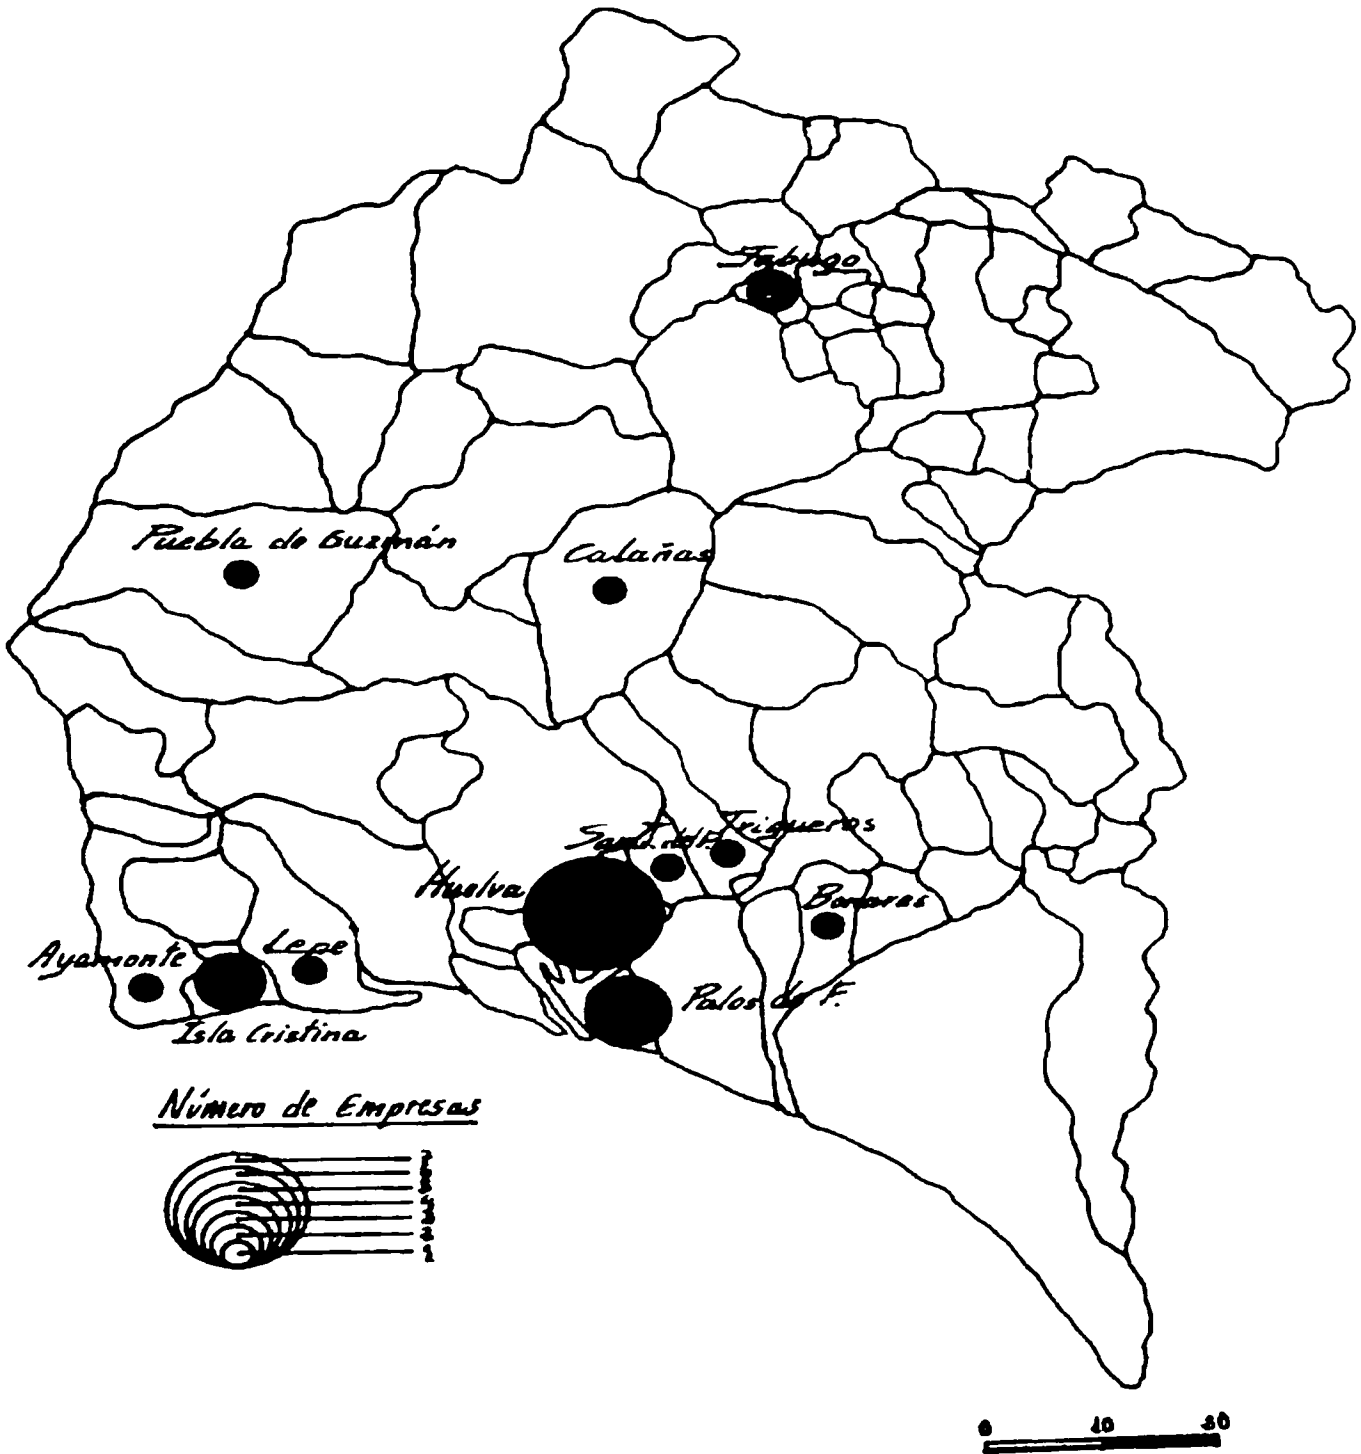 Jabugo
Puebla de Guzmán
Calañas
Trigueros
Huelva
Bonares
Ayamonte
Lepe
Palos de F.
Isla Cristina
Número de Empresas
0 10